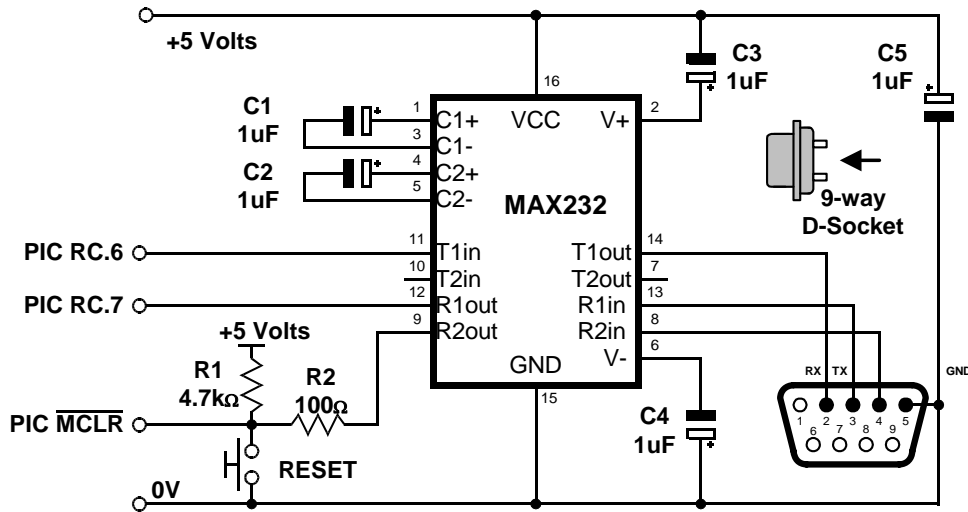 +5 Volts
C3
1uF
C5
1uF
+
+
16
C1
1uF
+
1
3
C1+
C1-
VCC
V+
2
C2
1uF
+
4
5
C2+
C2-
MAX232
9-way
D-Socket
PIC RC.6
11
T1in
T1out
14
10
T2in
T2out
7
PIC RC.7
12
R1out
R1in
13
9
R2out
R2in
8
+5 Volts
V-
6
GND
15
R1
4.7kΩ
R2
100Ω
RX TX
GND
PIC MCLR
C4
1uF
+
1 2 3 4 5
6 7 8 9
RESET
0V